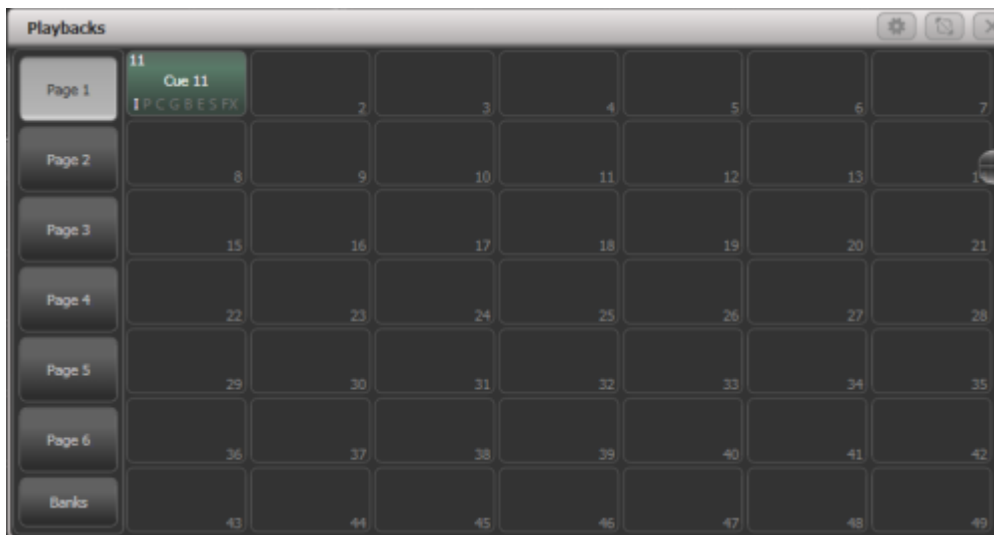 Playbacks
Page 1
11
Cue 11
I P C G B E S FX
2 3 4 5 6 7
Page 2
8 9 10 11 12 13
Page 3
15 16 17 18 19 20 21
Page 4
22 23 24 25 26 27 28
Page 5
29 30 31 32 33 34 35
Page 6
36 37 38 39 40 41 42
Banks
43 44 45 46 47 48 49